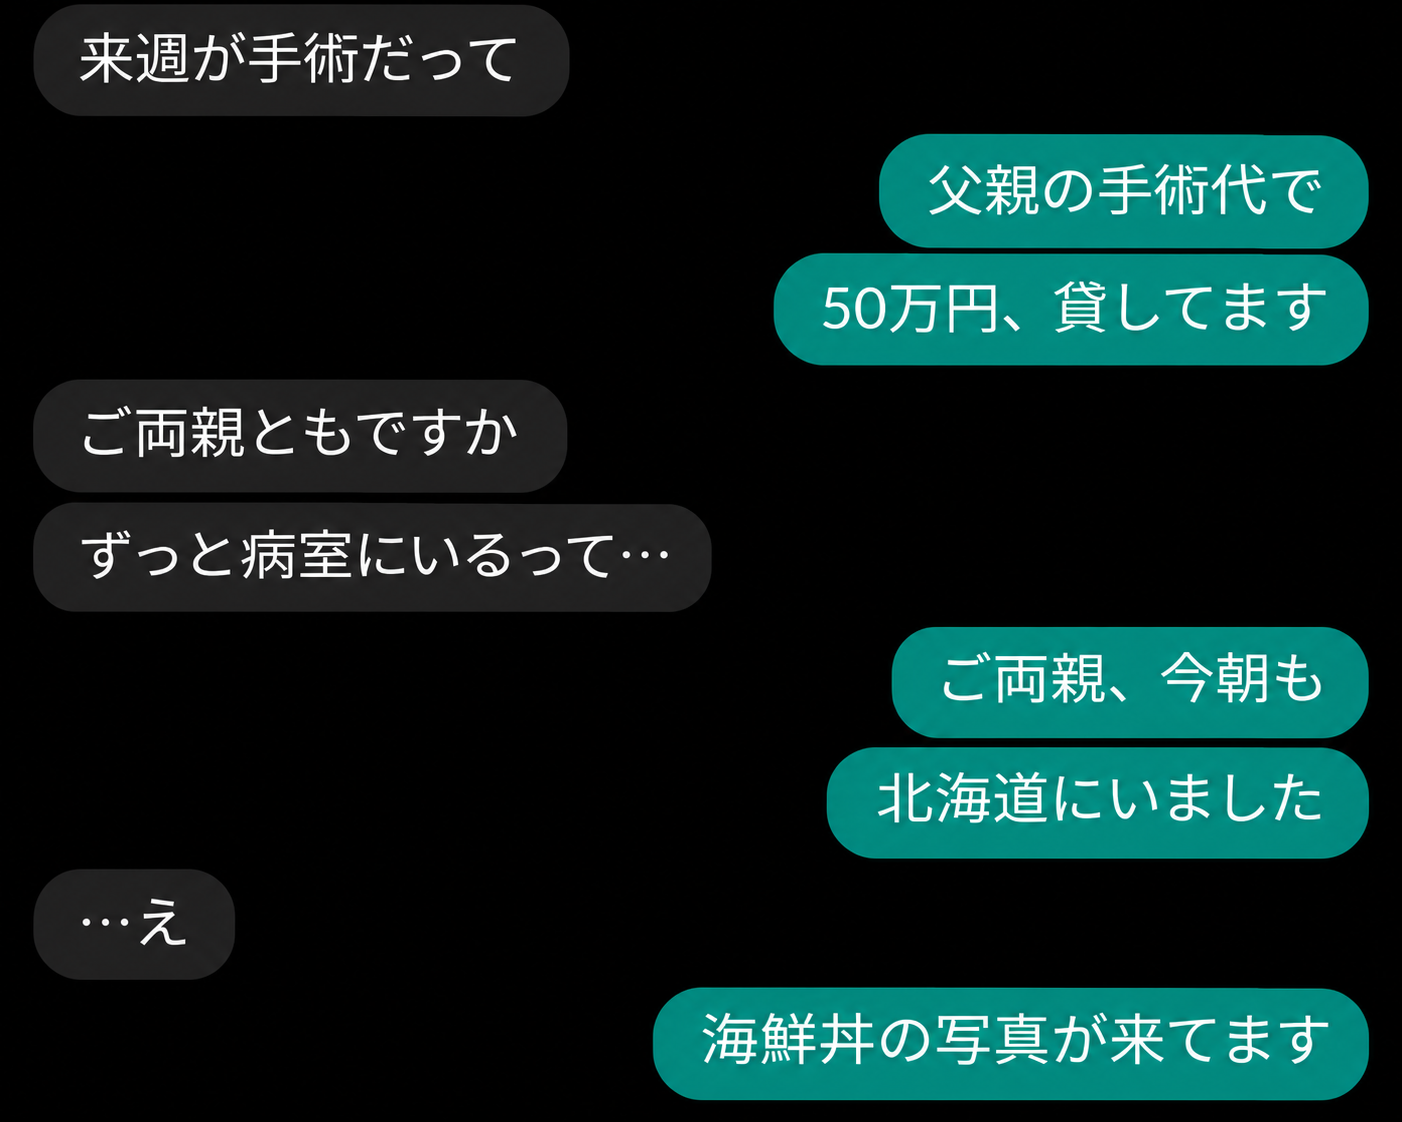 来週が手術だって
父親の手術代で
50万円、貸してます
ご両親ともですか
ずっと病室にいるって…
ご両親、今朝も
北海道にいました
…え
海鮮丼の写真が来てます